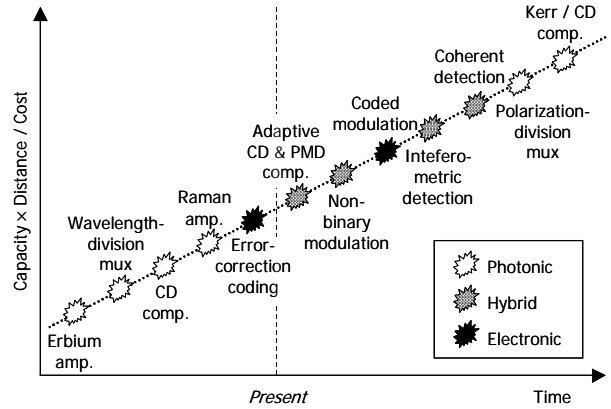 Kerr / CD
comp.
Coherent
detection
Polarization-
division
mux
Coded
modulation
Intefero-
metric
detection
Adaptive
CD & PMD
comp.
Non-
binary
modulation
Raman
amp.
Error-
correction
coding
Wavelength-
division
mux
CD
comp.
Erbium
amp.
Capacity × Distance / Cost
Photonic
Hybrid
Electronic
Present
Time